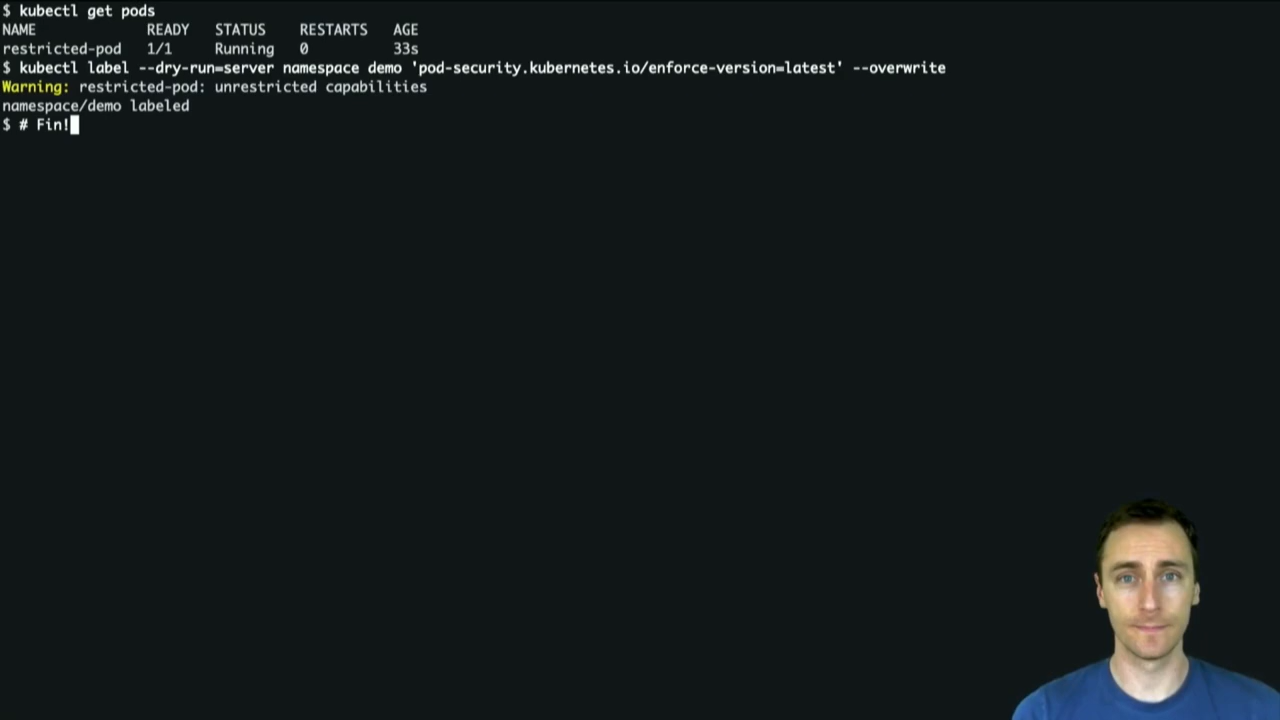 $ kubectl get pods
NAME READY STATUS RESTARTS AGE
restricted-pod 1/1 Running 0 33s
$ kubectl label --dry-run=server namespace demo 'pod-security.kubernetes.io/enforce-version=latest' --overwrite
Warning: restricted-pod: unrestricted capabilities
namespace/demo labeled
$ # Fin!